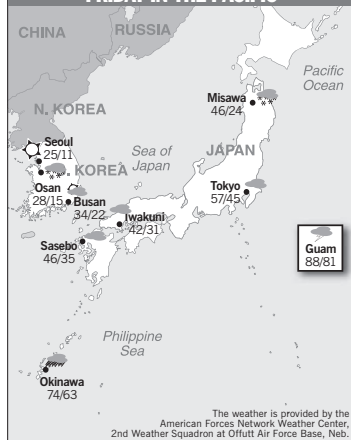 FRIDAY IN THE PACIFIC
CHINA
RUSSIA
Pacific
Ocean
N. KOREA
Misawa
46/24
Seoul
25/11
Sea of
Japan
JAPAN
KOREA
Osan
28/15
Busan
34/22
Tokyo
57/45
Iwakuni
42/31
Sasebo
46/35
Guam
88/81
Philippine
Sea
Okinawa
74/63
The weather is provided by the
American Forces Network Weather Center,
2nd Weather Squadron at Offutt Air Force Base, Neb.